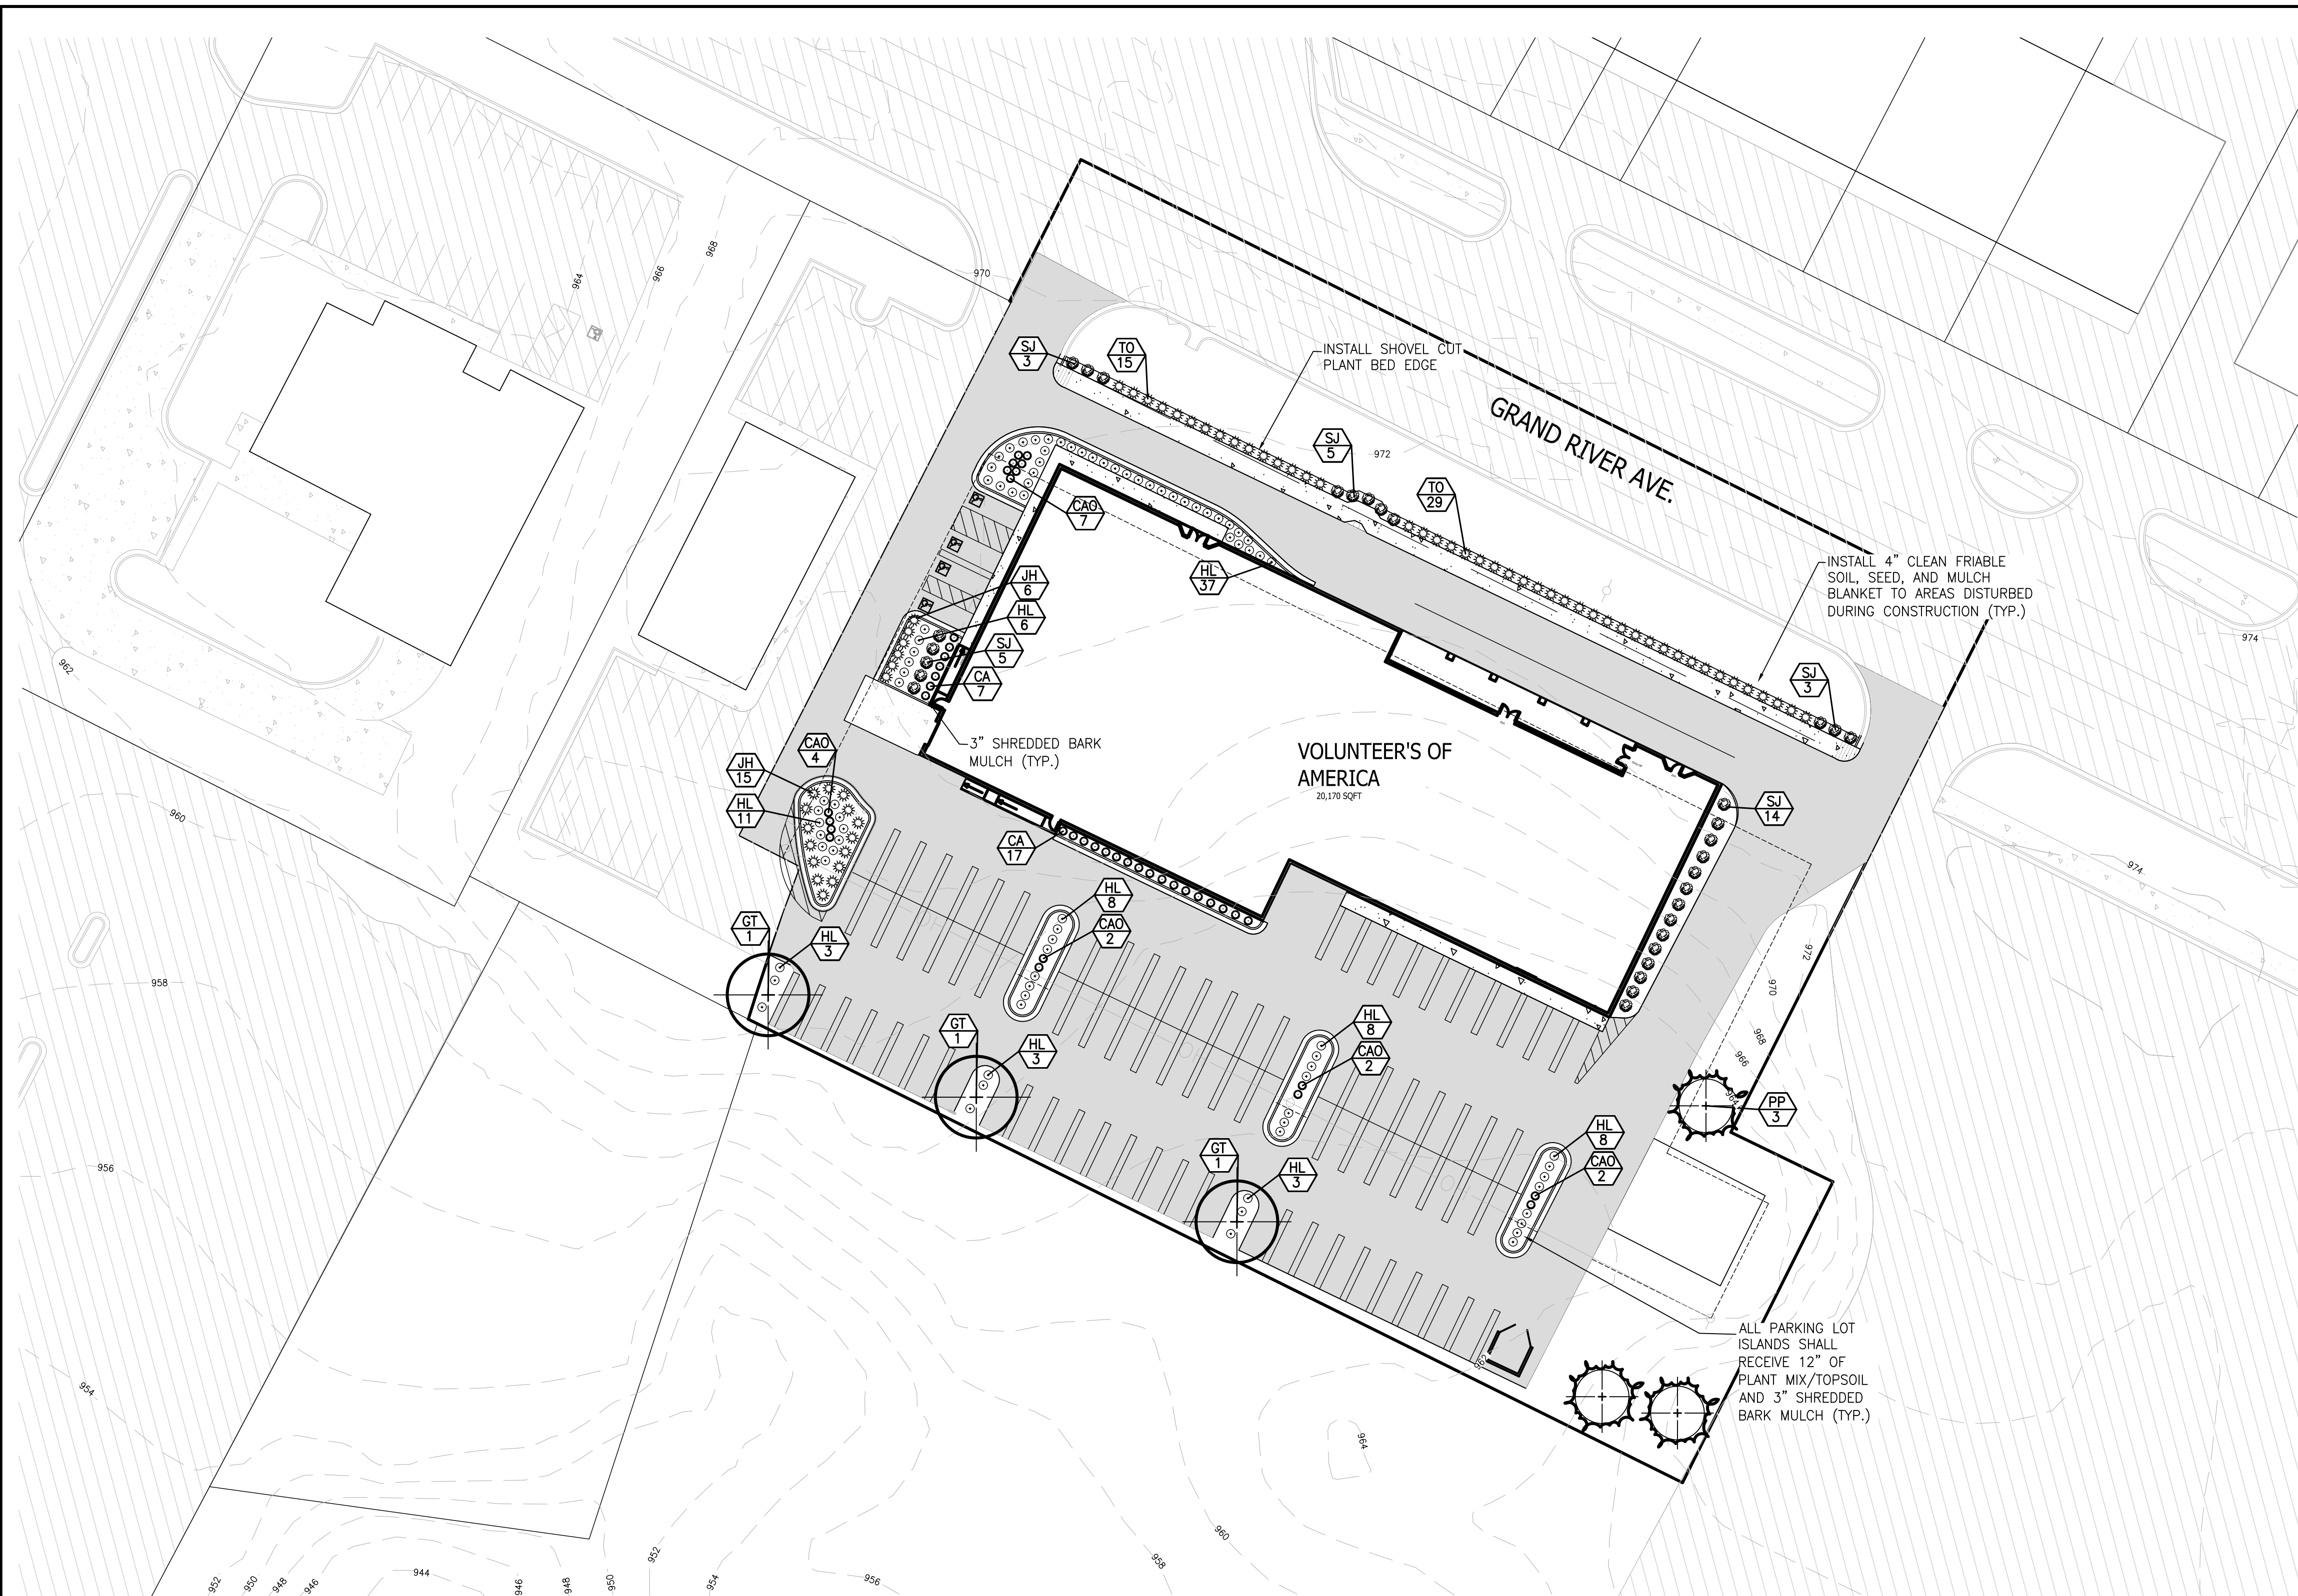 968
966
964
970
SJ
3
TO
15
INSTALL SHOVEL CUT
PLANT BED EDGE
GRAND RIVER AVE.
SJ
5
972
TO
29
CAO
7
HL
37
INSTALL 4" CLEAN FRIABLE
SOIL, SEED, AND MULCH
BLANKET TO AREAS DISTURBED
DURING CONSTRUCTION (TYP.)
974
JH
6
HL
6
SJ
5
CA
7
962
SJ
3
3" SHREDDED BARK
MULCH (TYP.)
VOLUNTEER'S OF
AMERICA
20,170 SQFT
CAO
4
JH
15
HL
11
960
SJ
14
CA
17
974
HL
8
CAO
2
GT
1
HL
3
972
970
968
966
964
958
HL
8
CAO
2
GT
1
HL
3
PP
3
HL
8
CAO
2
GT
1
HL
3
956
ALL PARKING LOT
ISLANDS SHALL
RECEIVE 12" OF
PLANT MIX/TOPSOIL
AND 3" SHREDDED
BARK MULCH (TYP.)
962
954
964
960
958
956
952
950
948
946
944
946
948
950
952
954